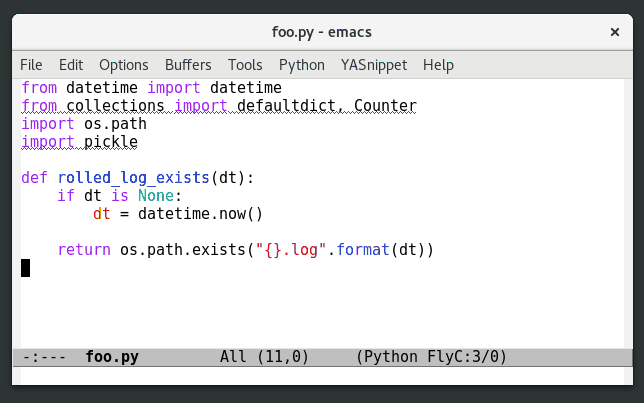 foo.py - emacs ×
File Edit Options Buffers Tools Python YASnippet Help
from datetime import datetime
from collections import defaultdict, Counter
import os.path
import pickle
def rolled_log_exists(dt):
    if dt is None:
        dt = datetime.now()
    return os.path.exists("{}.log".format(dt))
-:--- foo.py All (11,0) (Python FlyC:3/0)